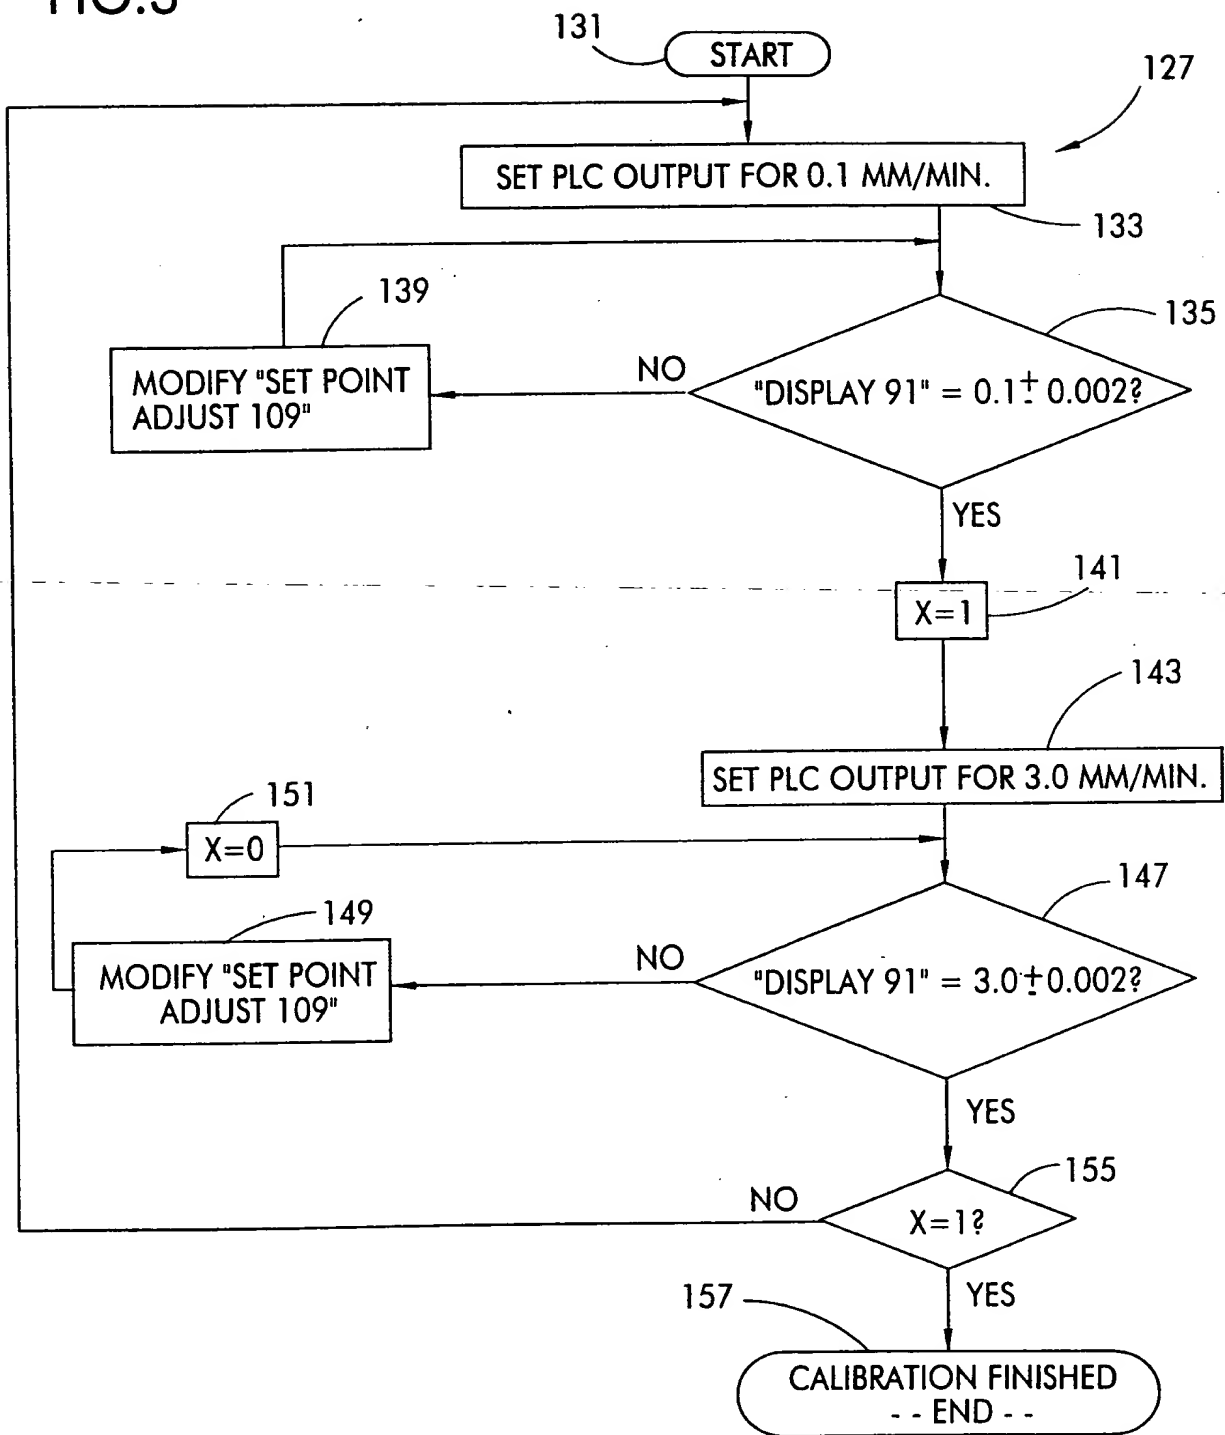 131
START
127
SET PLC OUTPUT FOR 0.1 MM/MIN.
133
139
135
MODIFY "SET POINT
ADJUST 109"
NO
"DISPLAY 91" = 0.1 ± 0.002?
YES
141
X=1
143
SET PLC OUTPUT FOR 3.0 MM/MIN.
151
X=0
147
149
MODIFY "SET POINT
ADJUST 109"
NO
"DISPLAY 91" = 3.0 ± 0.002?
YES
155
NO
X=1?
YES
157
CALIBRATION FINISHED
- - END - -